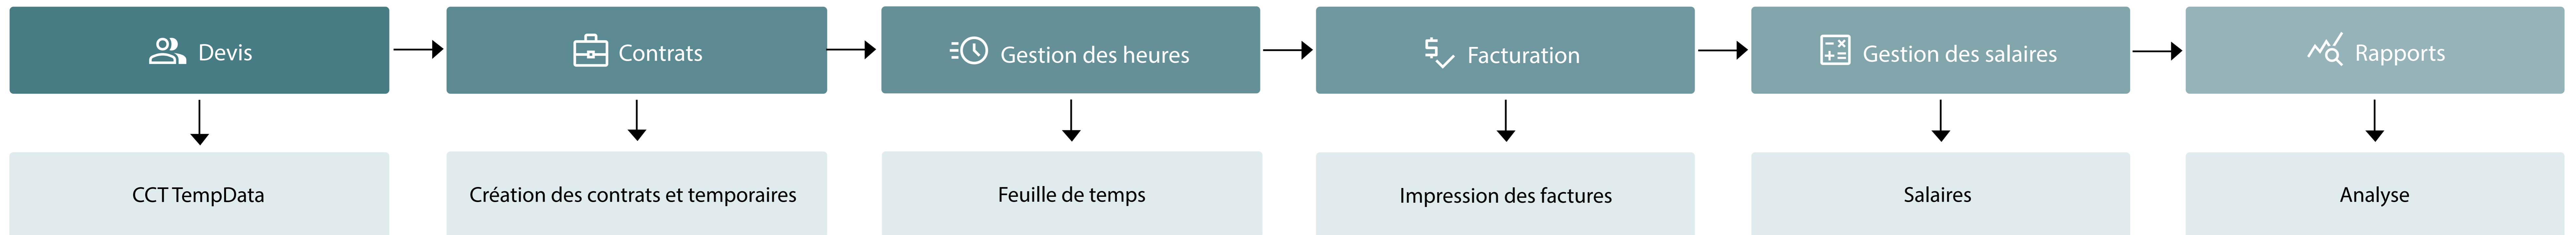 Devis
Contrats
Gestion des heures
Facturation
Gestion des salaires
Rapports
CCT TempData
Création des contrats et temporaires
Feuille de temps
Impression des factures
Salaires
Analyse